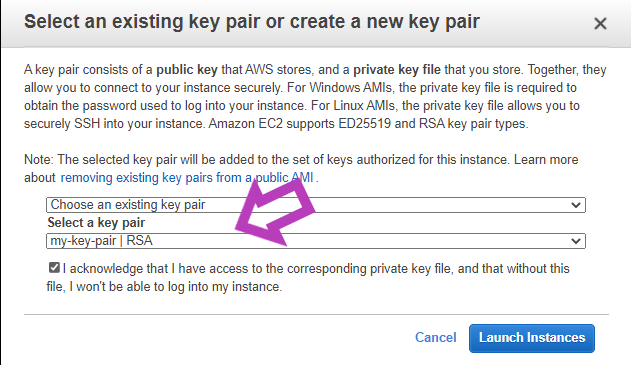 Select an existing key pair or create a new key pair
A key pair consists of a public key that AWS stores, and a private key file that you store. Together, they
allow you to connect to your instance securely. For Windows AMIs, the private key file is required to
obtain the password used to log into your instance. For Linux AMIs, the private key file allows you to
securely SSH into your instance. Amazon EC2 supports ED25519 and RSA key pair types.
Note: The selected key pair will be added to the set of keys authorized for this instance. Learn more
about removing existing key pairs from a public AMI .
Choose an existing key pair
Select a key pair
my-key-pair | RSA
I acknowledge that I have access to the corresponding private key file, and that without this
file, I won't be able to log into my instance.
Cancel Launch Instances